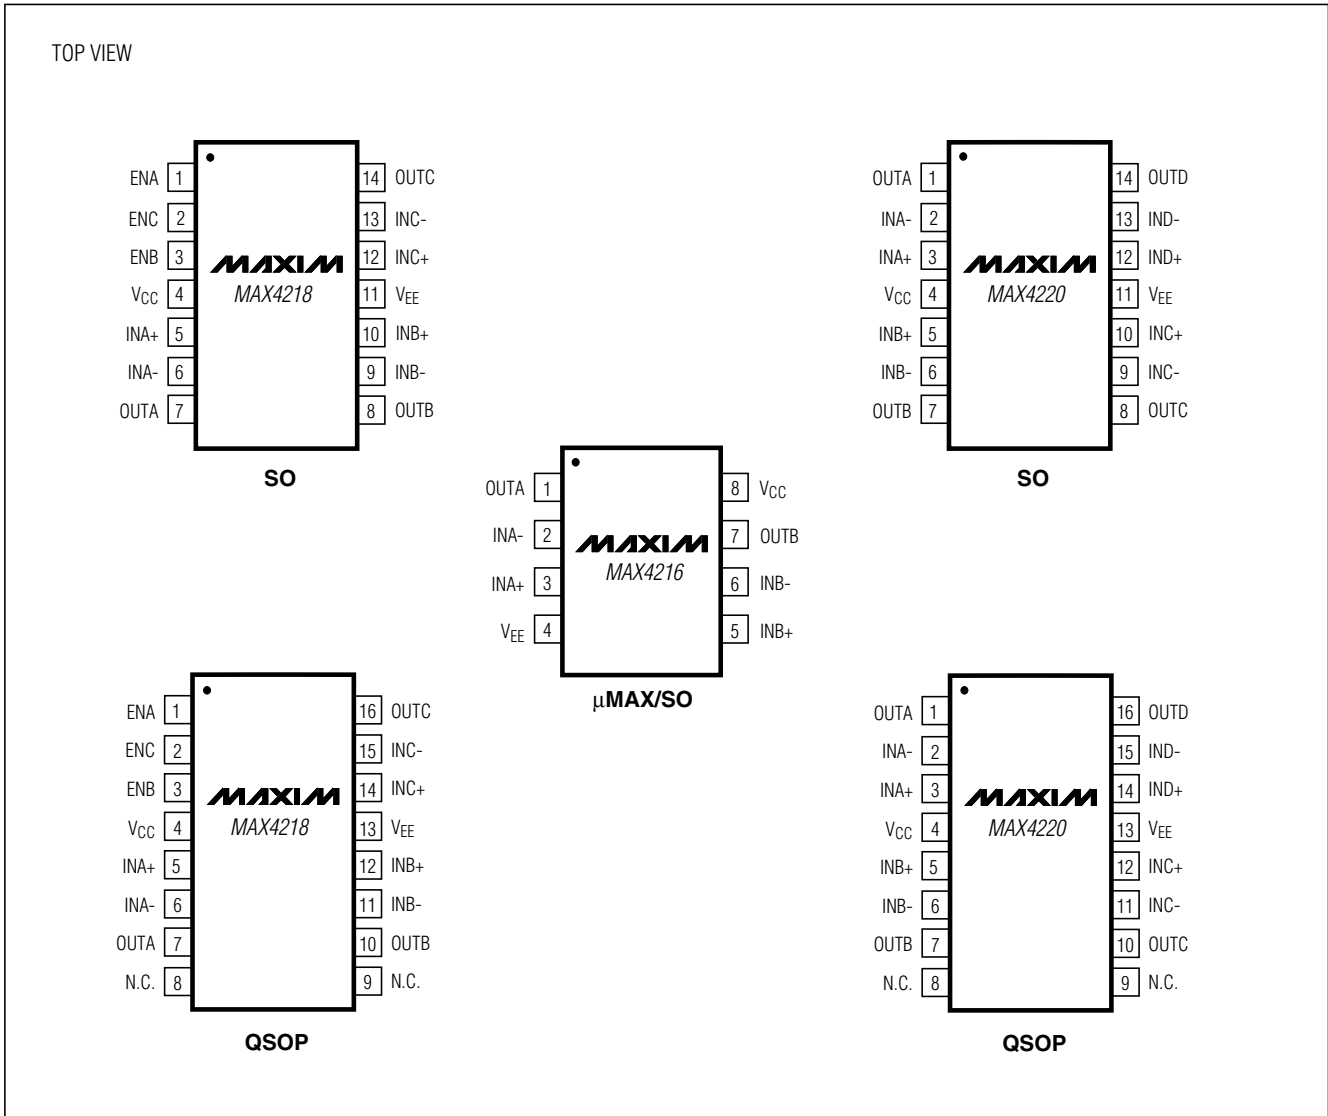 TOP VIEW
ENA 1 14 OUTC
ENC 2 13 INC-
ENB 3 12 INC+
MAXIM
MAX4218
VCC 4 11 VEE
INA+ 5 10 INB+
INA- 6 9 INB-
OUTA 7 8 OUTB
SO
OUTA 1 14 OUTD
INA- 2 13 IND-
INA+ 3 12 IND+
MAXIM
MAX4220
VCC 4 11 VEE
INB+ 5 10 INC+
INB- 6 9 INC-
OUTB 7 8 OUTC
SO
OUTA 1 8 VCC
INA- 2 7 OUTB
MAXIM
MAX4216
INA+ 3 6 INB-
VEE 4 5 INB+
µMAX/SO
ENA 1 16 OUTC
ENC 2 15 INC-
ENB 3 14 INC+
MAXIM
MAX4218
VCC 4 13 VEE
INA+ 5 12 INB+
INA- 6 11 INB-
OUTA 7 10 OUTB
N.C. 8 9 N.C.
QSOP
OUTA 1 16 OUTD
INA- 2 15 IND-
INA+ 3 14 IND+
MAXIM
MAX4220
VCC 4 13 VEE
INB+ 5 12 INC+
INB- 6 11 INC-
OUTB 7 10 OUTC
N.C. 8 9 N.C.
QSOP